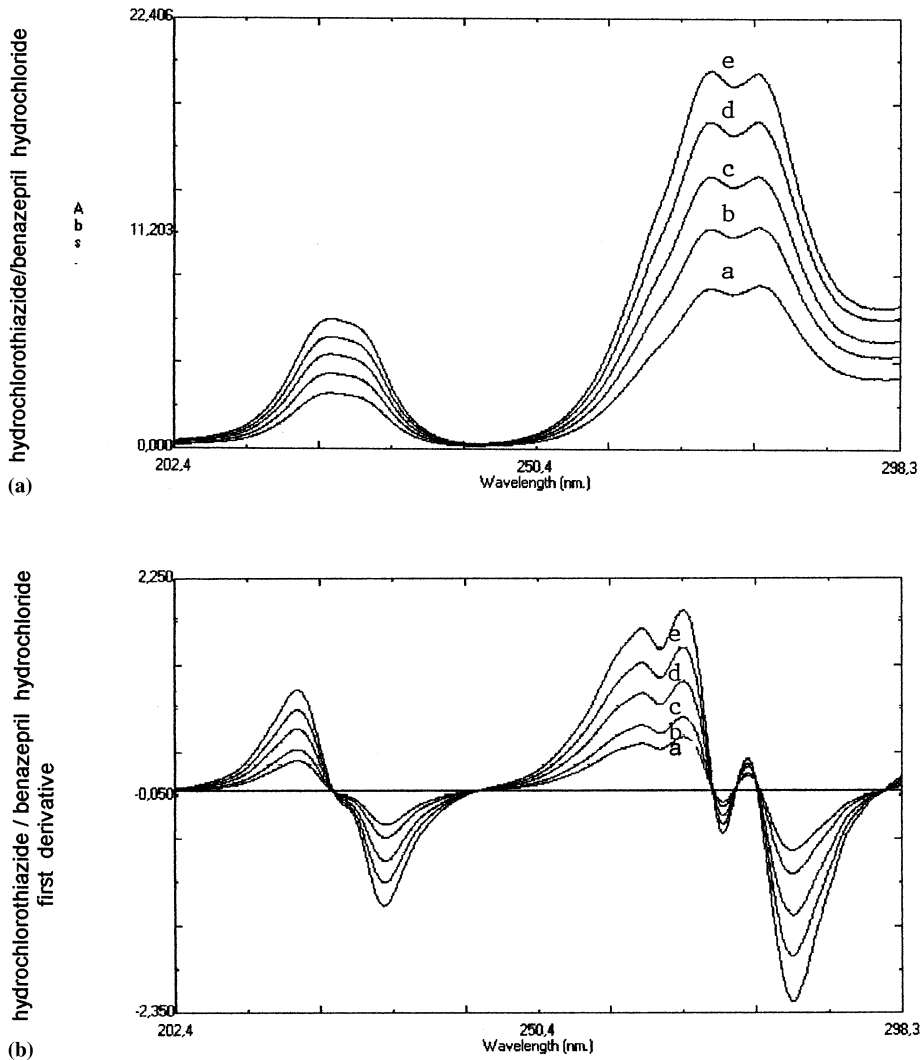 hydrochlorothiazide/benazepril hydrochloride
22,406
A
b
s
.
11,203
0,000
e
d
c
b
a
202,4
250,4
298,3
Wavelength (nm.)
(a)
hydrochlorothiazide / benazepril hydrochloride
first derivative
2,250
e
d
c
b
a
-0,050
-2,350
202,4
250,4
298,3
Wavelength (nm.)
(b)